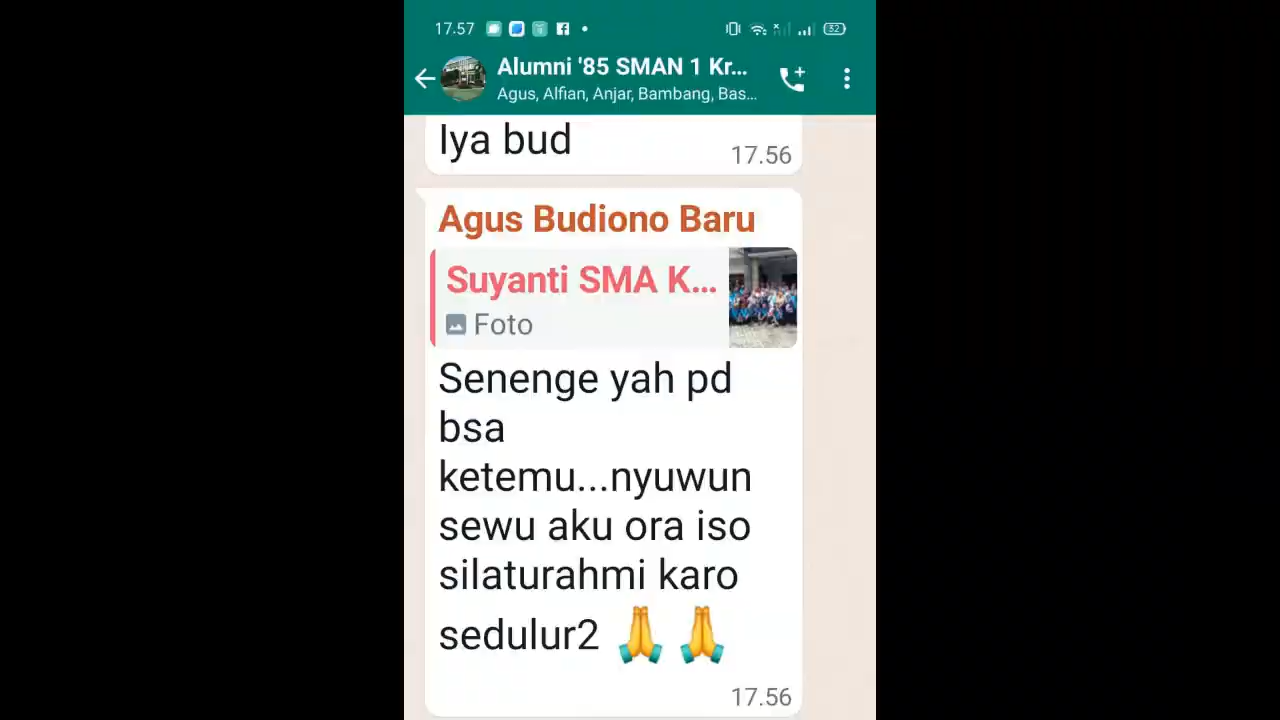 17.57
32
Alumni '85 SMAN 1 Kr...
Agus, Alfian, Anjar, Bambang, Bas...
Iya bud
17.56
Agus Budiono Baru
Suyanti SMA K...
Foto
Senenge yah pd
bsa
ketemu...nyuwun
sewu aku ora iso
silaturahmi karo
sedulur2 🙏 🙏
17.56